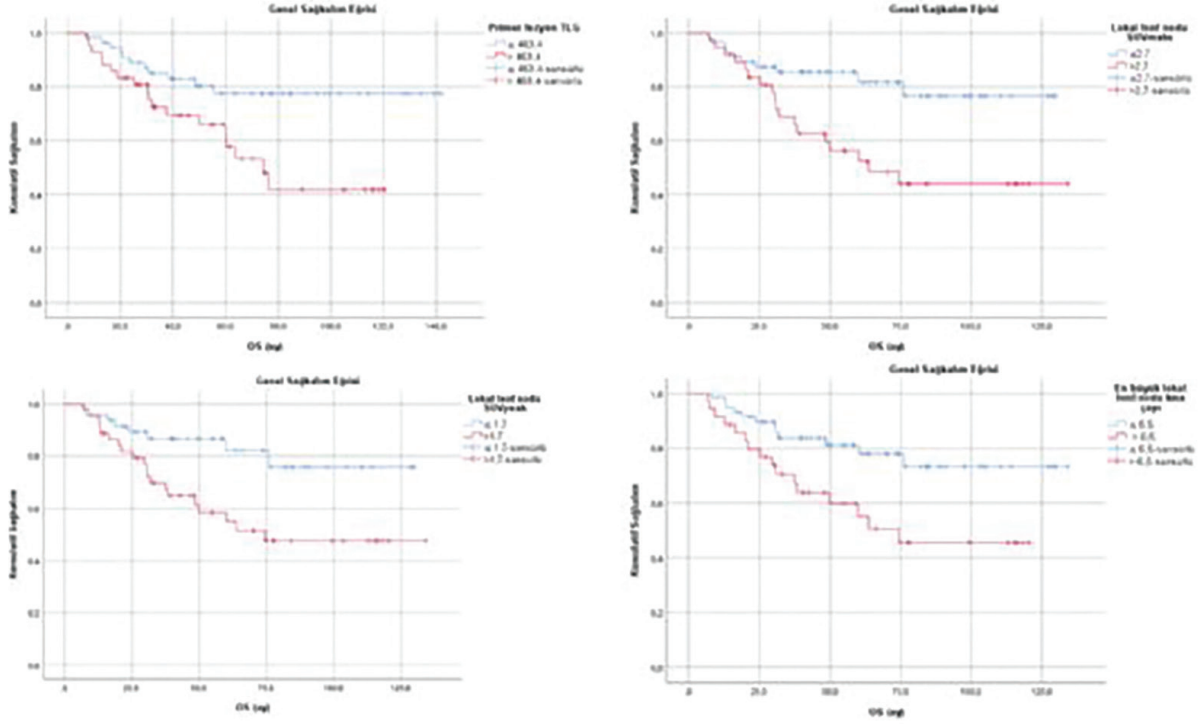 Genel Sağkalım Eğrisi
Primer lezyon TLG
≤ 463.4
> 463.4
≤ 463.4-sansürlü
> 463.4-sansürlü
Kümülatif Sağkalım
1,0
0,8
0,6
0,4
0,2
0,0
,0 20,0 40,0 60,0 80,0 100,0 120,0 140,0
OS (ay)
Genel Sağkalım Eğrisi
Lokal lenf nodu
SUVmaks
≤2.7
>2.7
≤2.7-sansürlü
>2.7-sansürlü
Kümülatif Sağkalım
1,0
0,8
0,6
0,4
0,2
0,0
,0 25,0 50,0 75,0 100,0 125,0
OS (ay)
Genel Sağkalım Eğrisi
Lokal lenf nodu
SUVpeak
≤ 1.7
>1.7
≤ 1.7-sansürlü
>1.7-sansürlü
Kümülatif Sağkalım
1,0
0,8
0,6
0,4
0,2
0,0
,0 25,0 50,0 75,0 100,0 125,0
OS (ay)
Genel Sağkalım Eğrisi
En büyük lokal
lenf nodu kısa
çapı
≤ 6.5
> 6.5
≤ 6.5-sansürlü
> 6.5-sansürlü
Kümülatif Sağkalım
1,0
0,8
0,6
0,4
0,2
0,0
,0 25,0 50,0 75,0 100,0 125,0
OS (ay)